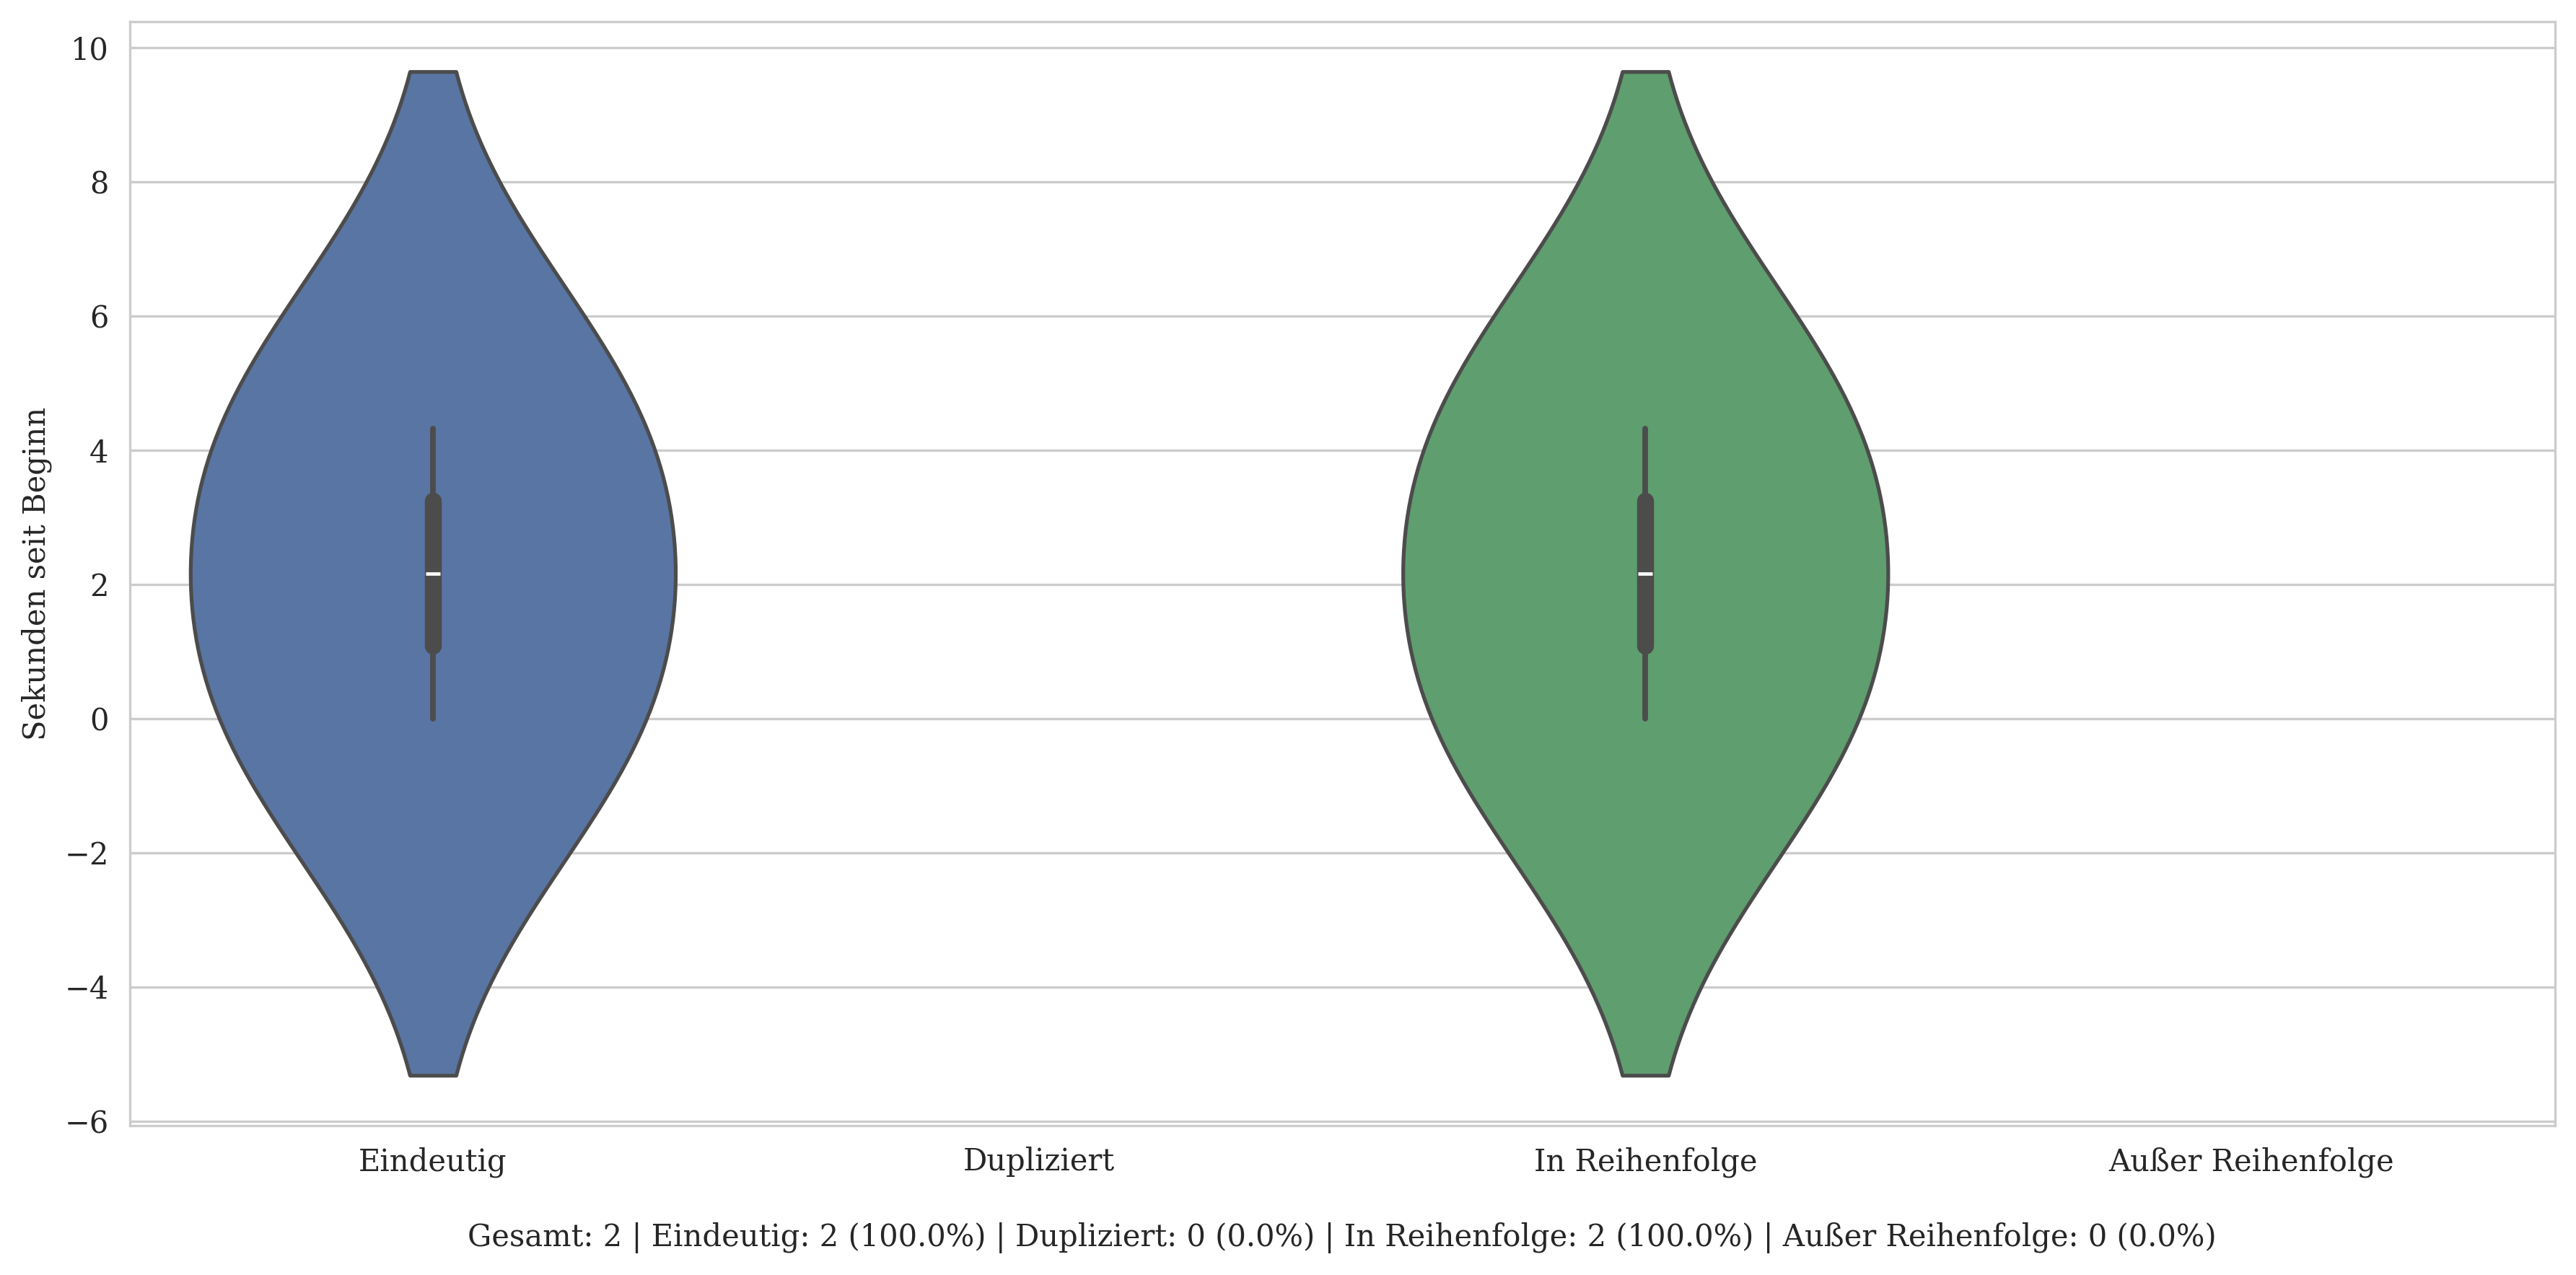 10
8
6
4
2
0
−2
−4
−6
Sekunden seit Beginn
Eindeutig
Dupliziert
In Reihenfolge
Außer Reihenfolge
Gesamt: 2 | Eindeutig: 2 (100.0%) | Dupliziert: 0 (0.0%) | In Reihenfolge: 2 (100.0%) | Außer Reihenfolge: 0 (0.0%)